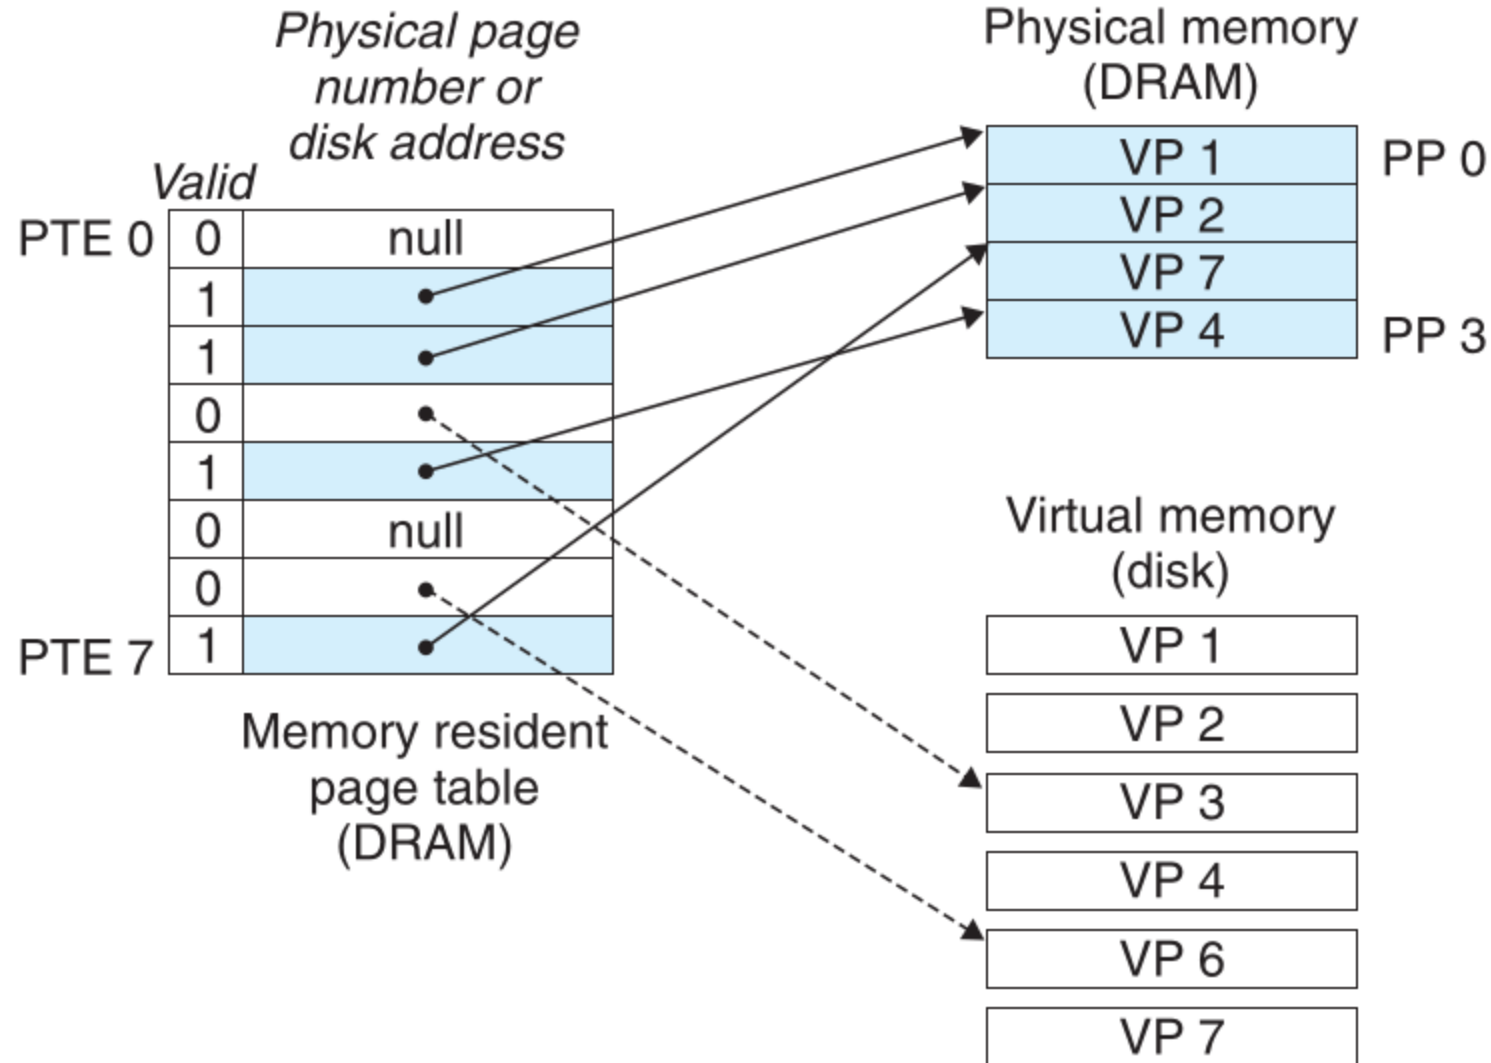 Physical page
number or
disk address
Valid
PTE 0 0 null
1
1
0
1
0 null
0
PTE 7 1
Memory resident
page table
(DRAM)
Physical memory
(DRAM)
VP 1 PP 0
VP 2
VP 7
VP 4 PP 3
Virtual memory
(disk)
VP 1
VP 2
VP 3
VP 4
VP 6
VP 7